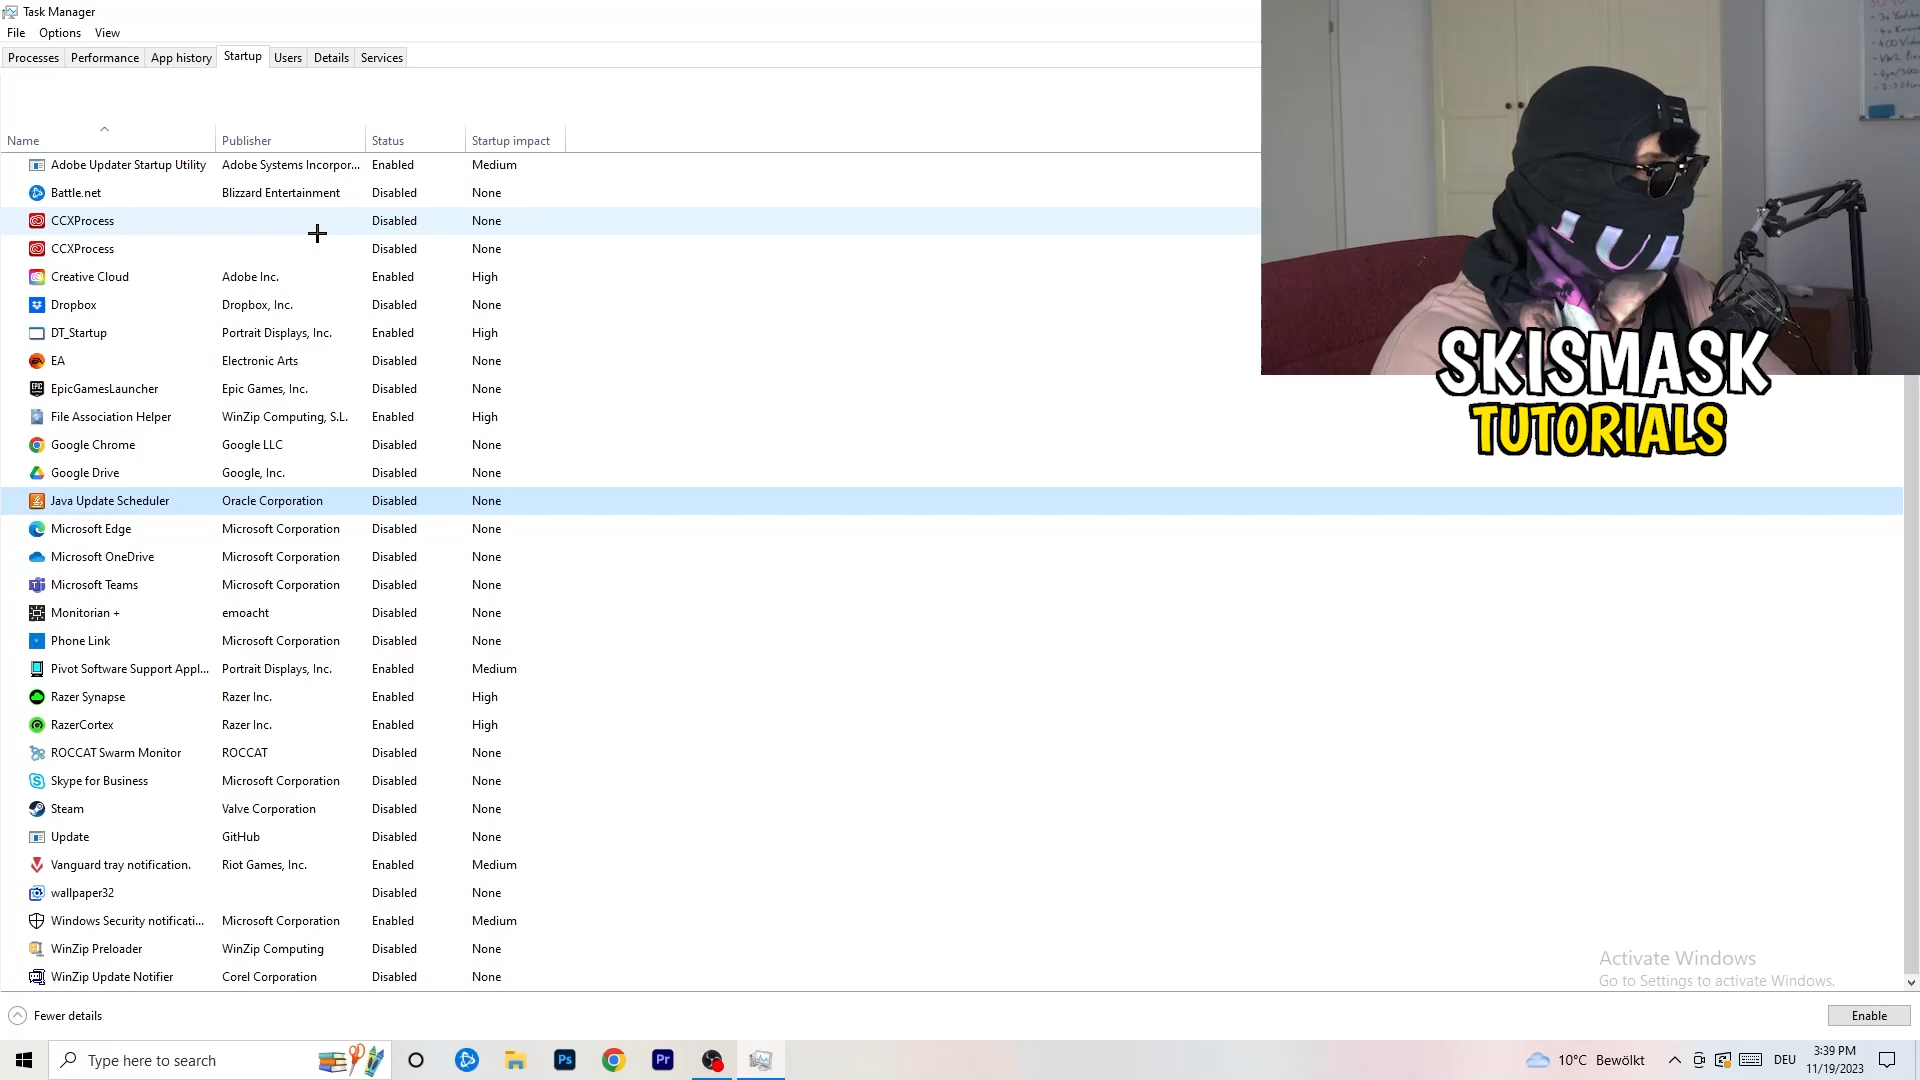 Task Manager
File Options View
Processes Performance App history Startup Users Details Services
Name Publisher Status Startup impact
Adobe Updater Startup Utility Adobe Systems Incorpor... Enabled Medium
Battle.net Blizzard Entertainment Disabled None
CCXProcess Disabled None
CCXProcess Disabled None
Creative Cloud Adobe Inc. Enabled High
Dropbox Dropbox, Inc. Disabled None
DT_Startup Portrait Displays, Inc. Enabled High
EA Electronic Arts Disabled None
EpicGamesLauncher Epic Games, Inc. Disabled None
File Association Helper WinZip Computing, S.L. Enabled High
Google Chrome Google LLC Disabled None
Google Drive Google, Inc. Disabled None
Java Update Scheduler Oracle Corporation Disabled None
Microsoft Edge Microsoft Corporation Disabled None
Microsoft OneDrive Microsoft Corporation Disabled None
Microsoft Teams Microsoft Corporation Disabled None
Monitorian + emoacht Disabled None
Phone Link Microsoft Corporation Disabled None
Pivot Software Support Appl... Portrait Displays, Inc. Enabled Medium
Razer Synapse Razer Inc. Enabled High
RazerCortex Razer Inc. Enabled High
ROCCAT Swarm Monitor ROCCAT Disabled None
Skype for Business Microsoft Corporation Disabled None
Steam Valve Corporation Disabled None
Update GitHub Disabled None
Vanguard tray notification. Riot Games, Inc. Enabled Medium
wallpaper32 Disabled None
Windows Security notificati... Microsoft Corporation Enabled Medium
WinZip Preloader WinZip Computing Disabled None
WinZip Update Notifier Corel Corporation Disabled None
SKISMASK
TUTORIALS
Activate Windows
Go to Settings to activate Windows.
Fewer details
Enable
Type here to search
Ps
Pr
10°C Bewölkt
DEU
3:39 PM
11/19/2023